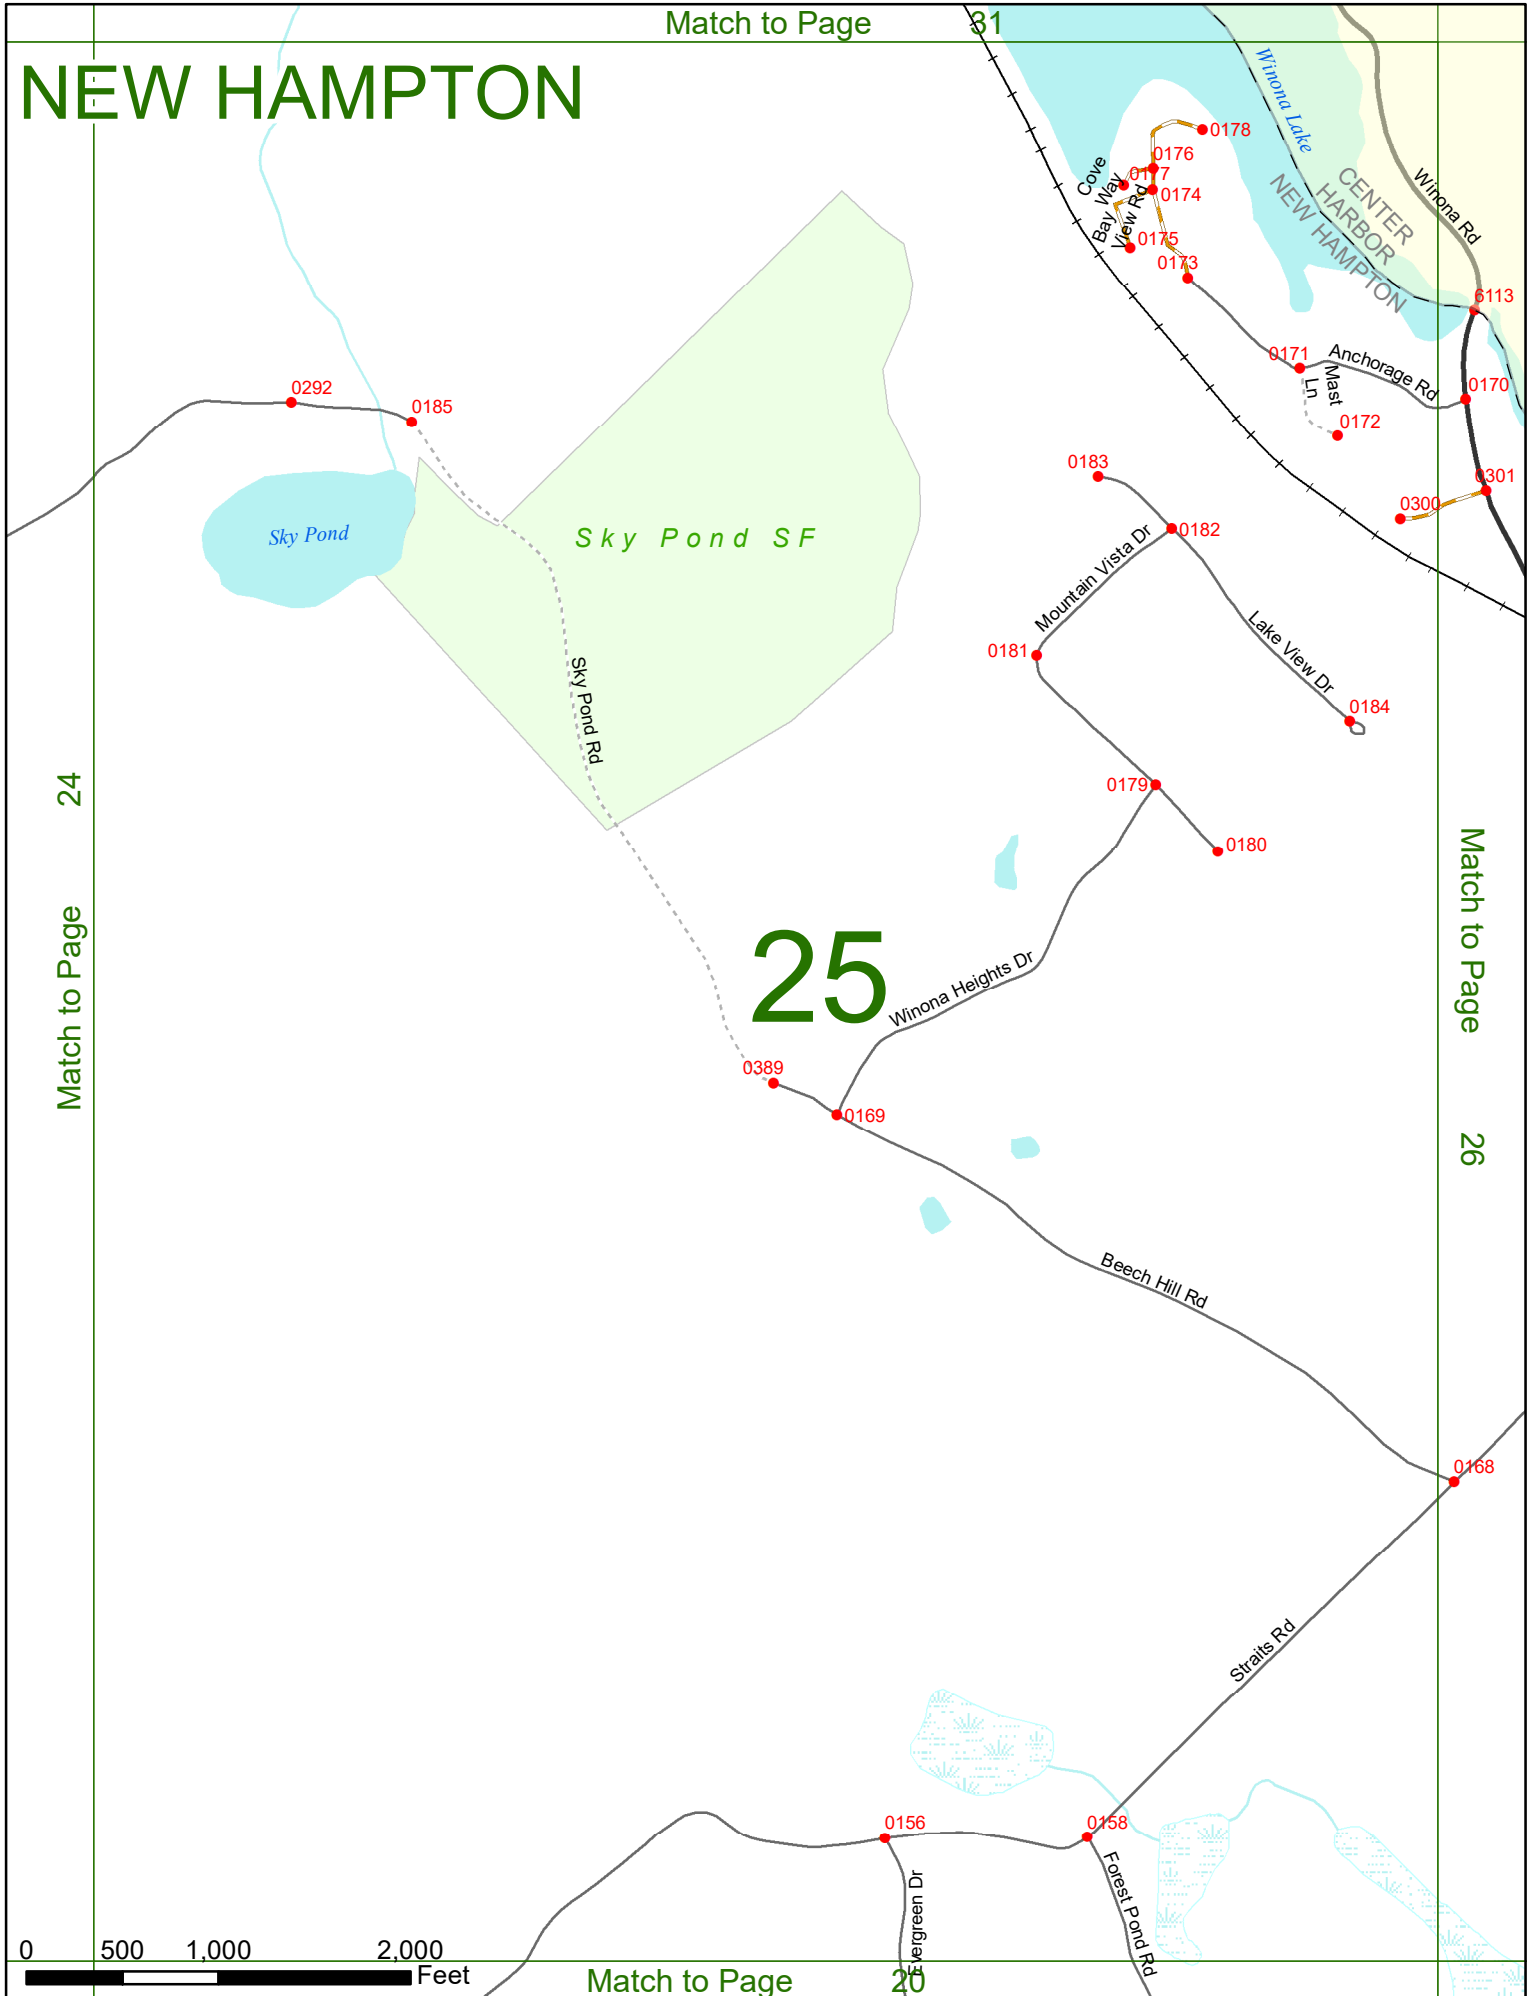 Match to Page 31
NEW HAMPTON
Winona Lake
0178
0176
Cove
Bay Way
0177
0174
View Rd
0175
0173
CENTER
HARBOR
NEW HAMPTON
Winona Rd
6113
0171
Anchorage Rd
Mast
Ln
0170
0172
0292
0185
0183
0301
0300
Sky Pond
Sky Pond SF
0182
Mountain Vista Dr
0181
Lake View Dr
Sky Pond Rd
0184
0179
24
Match to Page
0180
Match to Page
26
25
Winona Heights Dr
0389
0169
Beech Hill Rd
0168
Straits Rd
0156
0158
Evergreen Dr
Forest Pond Rd
0 500 1,000 2,000
Feet
Match to Page 20